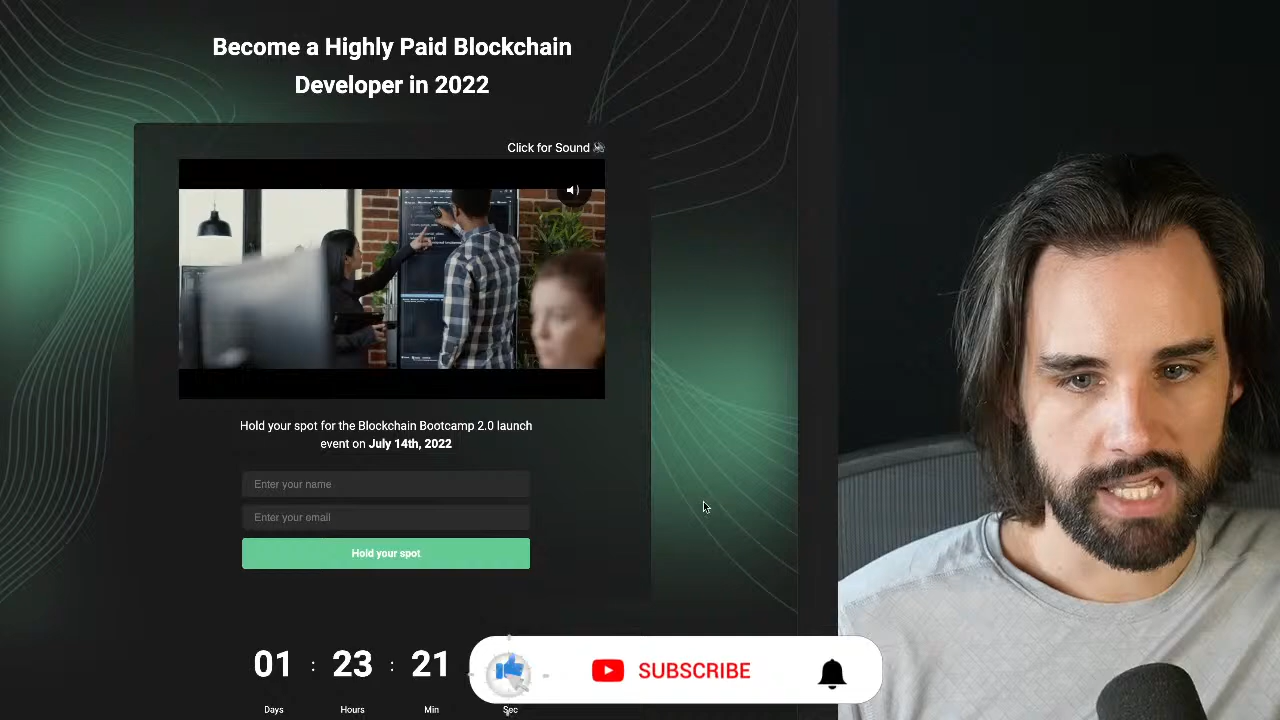 Become a Highly Paid Blockchain
Developer in 2022
Click for Sound
Hold your spot for the Blockchain Bootcamp 2.0 launch
event on July 14th, 2022
Enter your name
Enter your email
Hold your spot
01 : 23 : 21
Days Hours Min Sec
SUBSCRIBE